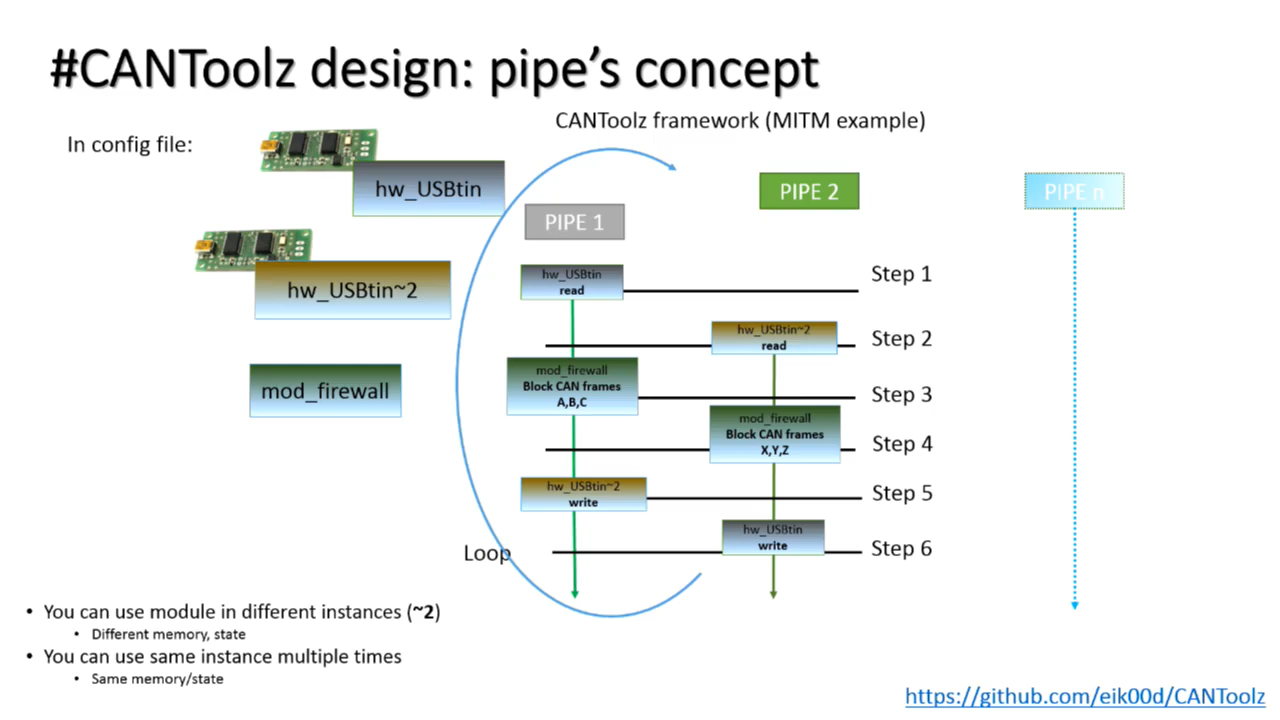 #CANToolz design: pipe's concept
CANToolz framework (MITM example)
In config file:
hw_USBtin
hw_USBtin~2
mod_firewall
PIPE 1
PIPE 2
PIPE n
hw_USBtin
read
Step 1
hw_USBtin~2
read
Step 2
mod_firewall
Block CAN frames
A,B,C
Step 3
mod_firewall
Block CAN frames
X,Y,Z
Step 4
hw_USBtin~2
write
Step 5
hw_USBtin
write
Step 6
Loop
• You can use module in different instances (~2)
• Different memory, state
• You can use same instance multiple times
• Same memory/state
https://github.com/eik00d/CANToolz